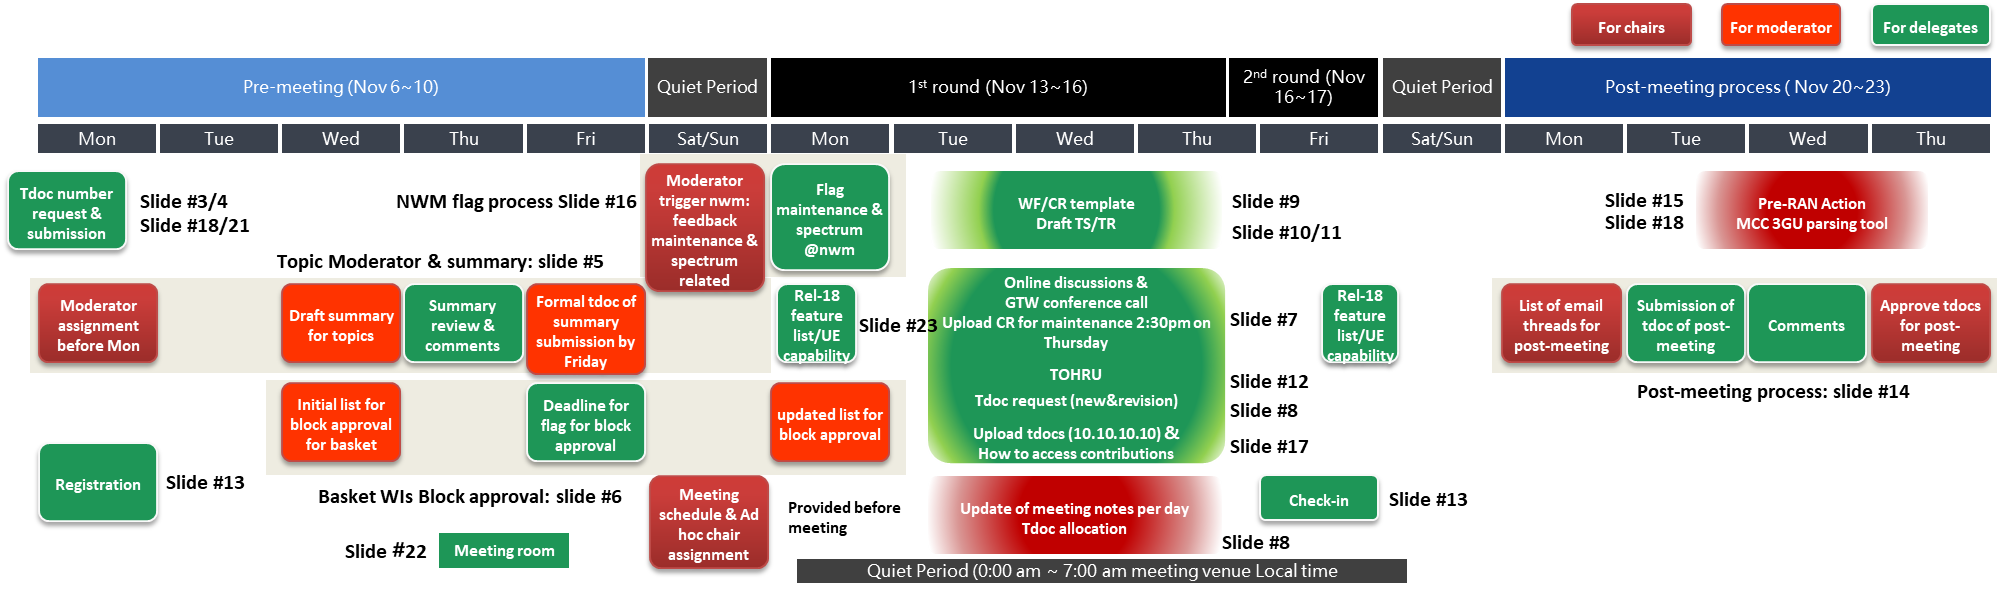 For chairs
For moderator
For delegates
Pre-meeting (Nov 6~10)
Quiet Period
1st round (Nov 13~16)
2nd round (Nov
16~17)
Quiet Period
Post-meeting process ( Nov 20~23)
Mon
Tue
Wed
Thu
Fri
Sat/Sun
Mon
Tue
Wed
Thu
Fri
Sat/Sun
Mon
Tue
Wed
Thu
Tdoc number
request &
submission
Slide #3/4
Slide #18/21
NWM flag process Slide #16
Moderator
trigger nwm:
feedback
maintenance &
spectrum
related
Flag
maintenance &
spectrum
@nwm
WF/CR template
Draft TS/TR
Slide #9
Slide #10/11
Slide #15
Slide #18
Pre-RAN Action
MCC 3GU parsing tool
Topic Moderator & summary: slide #5
Moderator
assignment
before Mon
Draft summary
for topics
Summary
review &
comments
Formal tdoc of
summary
submission by
Friday
Rel-18
feature
list/UE
capability
Slide #23
Online discussions &
GTW conference call
Upload CR for maintenance 2:30pm on
Thursday
TOHRU
Tdoc request (new&revision)
Upload tdocs (10.10.10.10) &
How to access contributions
Slide #7
Slide #12
Slide #8
Slide #17
Rel-18
feature
list/UE
capability
List of email
threads for
post-meeting
Submission of
tdoc of post-
meeting
Comments
Approve tdocs
for post-
meeting
Post-meeting process: slide #14
Initial list for
block approval
for basket
Deadline for
flag for block
approval
updated list for
block approval
Registration
Slide #13
Basket WIs Block approval: slide #6
Meeting
schedule & Ad
hoc chair
assignment
Provided before
meeting
Update of meeting notes per day
Tdoc allocation
Slide #8
Check-in
Slide #13
Slide #22
Meeting room
Quiet Period (0:00 am ~ 7:00 am meeting venue Local time